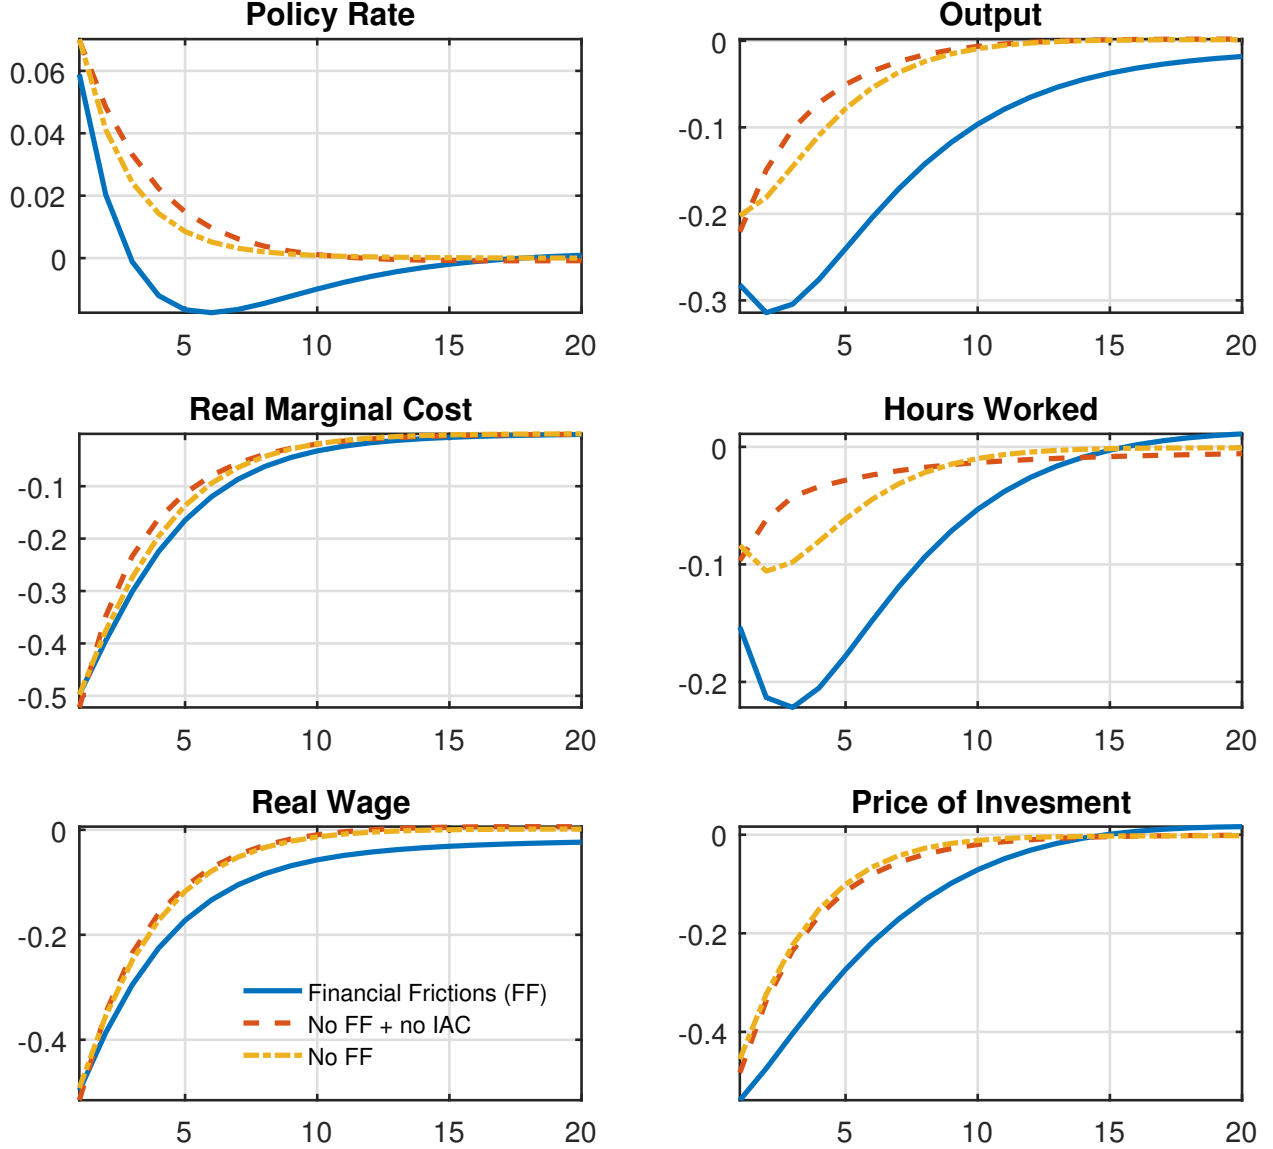 Policy Rate
0.06
0.04
0.02
0
5 10 15 20
Output
0
-0.1
-0.2
-0.3
5 10 15 20
Real Marginal Cost
-0.1
-0.2
-0.3
-0.4
-0.5
5 10 15 20
Hours Worked
0
-0.1
-0.2
5 10 15 20
Real Wage
0
-0.2
-0.4
Financial Frictions (FF)
No FF + no IAC
No FF
5 10 15 20
Price of Invesment
0
-0.2
-0.4
5 10 15 20